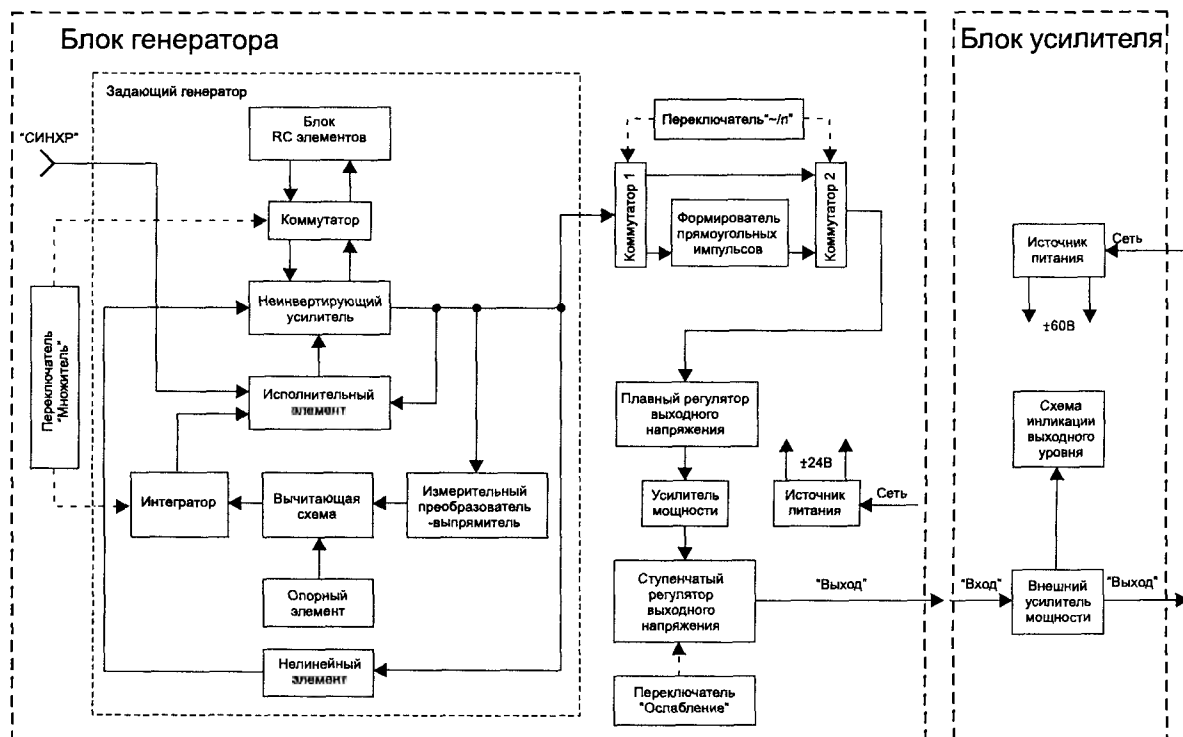 Блок генератора
Блок усилителя
Задающий генератор
"СИНХР"
Блок
RC элементов
Коммутатор
Неинвертирующий
усилитель
Исполнительный
элемент
Переключатель
"Множитель"
Интегратор
Вычитающая
схема
Измерительный
преобразователь
-выпрямитель
Опорный
элемент
Нелинейный
элемент
Переключатель"~/п"
Коммутатор 1
Формирователь
прямоугольных
импульсов
Коммутатор 2
Плавный регулятор
выходного
напряжения
Усилитель
мощности
±24В
Источник
питания
Сеть
Ступенчатый
регулятор
выходного
напряжения
"Выход"
Переключатель
"Ослабление"
Источник
питания
Сеть
±60В
Схема
инликации
выходного
уровня
"Вход"
Внешний
усилитель
мощности
"Выход"